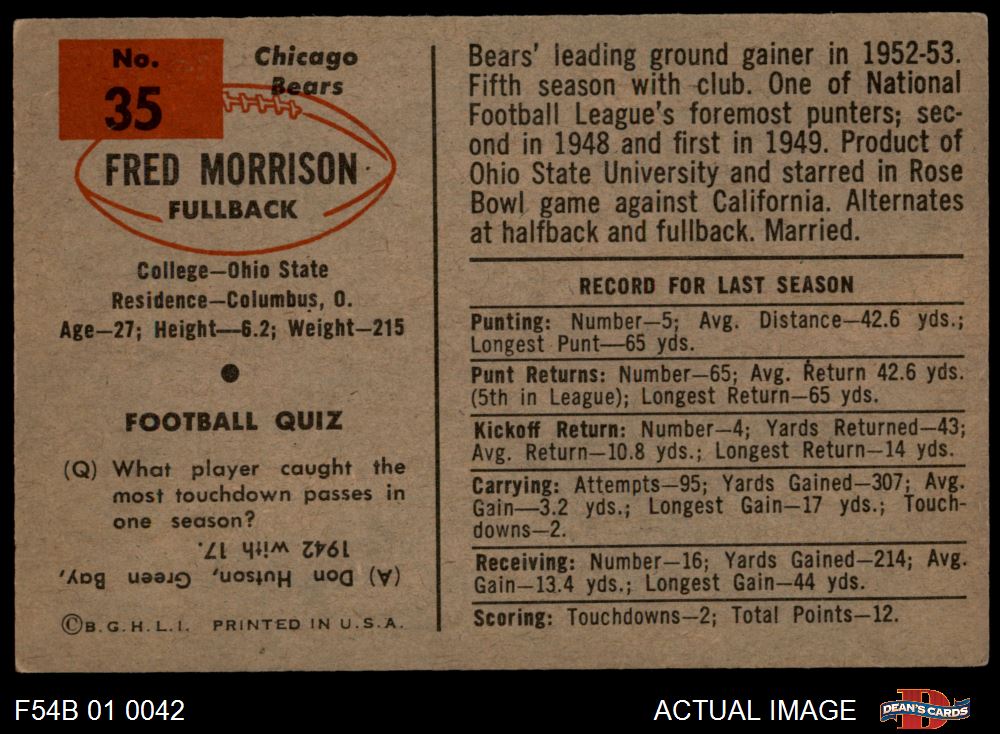 No.
35
Chicago
Bears
FRED MORRISON
FULLBACK
College—Ohio State
Residence—Columbus, O.
Age—27; Height—6.2; Weight—215
FOOTBALL QUIZ
(Q) What player caught the
most touchdown passes in
one season?
(A) Don Hutson, Green Bay,
1942 with 17.
©B.G.H.L.I. PRINTED IN U.S.A.
Bears' leading ground gainer in 1952-53.
Fifth season with club. One of National
Football League's foremost punters; sec-
ond in 1948 and first in 1949. Product of
Ohio State University and starred in Rose
Bowl game against California. Alternates
at halfback and fullback. Married.
RECORD FOR LAST SEASON
Punting: Number—5; Avg. Distance—42.6 yds.;
Longest Punt—65 yds.
Punt Returns: Number—65; Avg. Return 42.6 yds.
(5th in League); Longest Return—65 yds.
Kickoff Return: Number—4; Yards Returned—43;
Avg. Return—10.8 yds.; Longest Return—14 yds.
Carrying: Attempts—95; Yards Gained—307; Avg.
Gain—3.2 yds.; Longest Gain—17 yds.; Touch-
downs—2.
Receiving: Number—16; Yards Gained—214; Avg.
Gain—13.4 yds.; Longest Gain—44 yds.
Scoring: Touchdowns—2; Total Points—12.
F54B 01 0042
ACTUAL IMAGE
D
DEAN'S CARDS